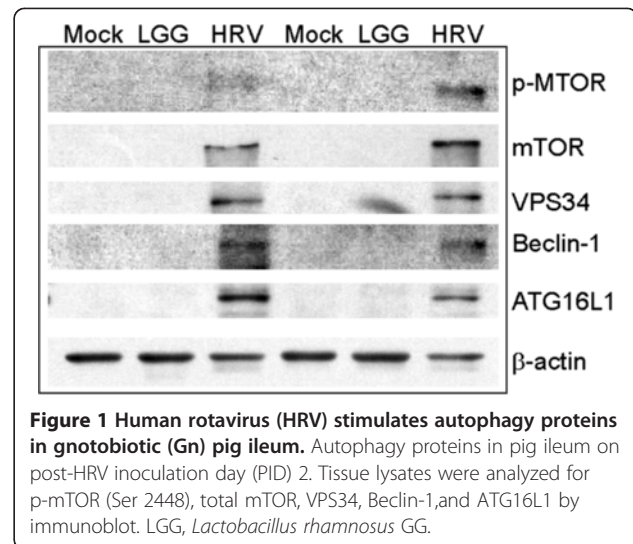 Mock LGG HRV Mock LGG HRV
p-MTOR
mTOR
VPS34
Beclin-1
ATG16L1
β-actin
Figure 1 Human rotavirus (HRV) stimulates autophagy proteins
in gnotobiotic (Gn) pig ileum. Autophagy proteins in pig ileum on
post-HRV inoculation day (PID) 2. Tissue lysates were analyzed for
p-mTOR (Ser 2448), total mTOR, VPS34, Beclin-1,and ATG16L1 by
immunoblot. LGG, Lactobacillus rhamnosus GG.